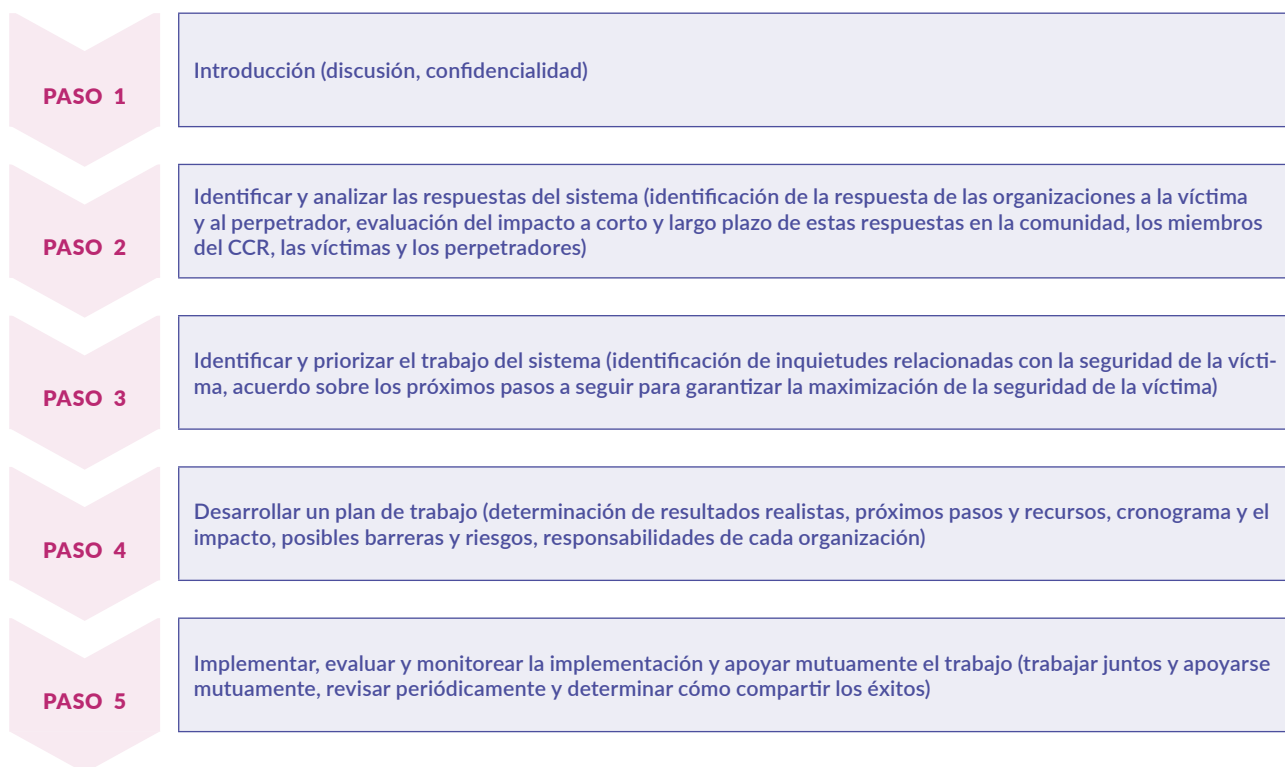 PASO 1
Introducción (discusión, confidencialidad)
PASO 2
Identificar y analizar las respuestas del sistema (identificación de la respuesta de las organizaciones a la víctima
y al perpetrador, evaluación del impacto a corto y largo plazo de estas respuestas en la comunidad, los miembros
del CCR, las víctimas y los perpetradores)
PASO 3
Identificar y priorizar el trabajo del sistema (identificación de inquietudes relacionadas con la seguridad de la vícti-
ma, acuerdo sobre los próximos pasos a seguir para garantizar la maximización de la seguridad de la víctima)
PASO 4
Desarrollar un plan de trabajo (determinación de resultados realistas, próximos pasos y recursos, cronograma y el
impacto, posibles barreras y riesgos, responsabilidades de cada organización)
PASO 5
Implementar, evaluar y monitorear la implementación y apoyar mutuamente el trabajo (trabajar juntos y apoyarse
mutuamente, revisar periódicamente y determinar cómo compartir los éxitos)